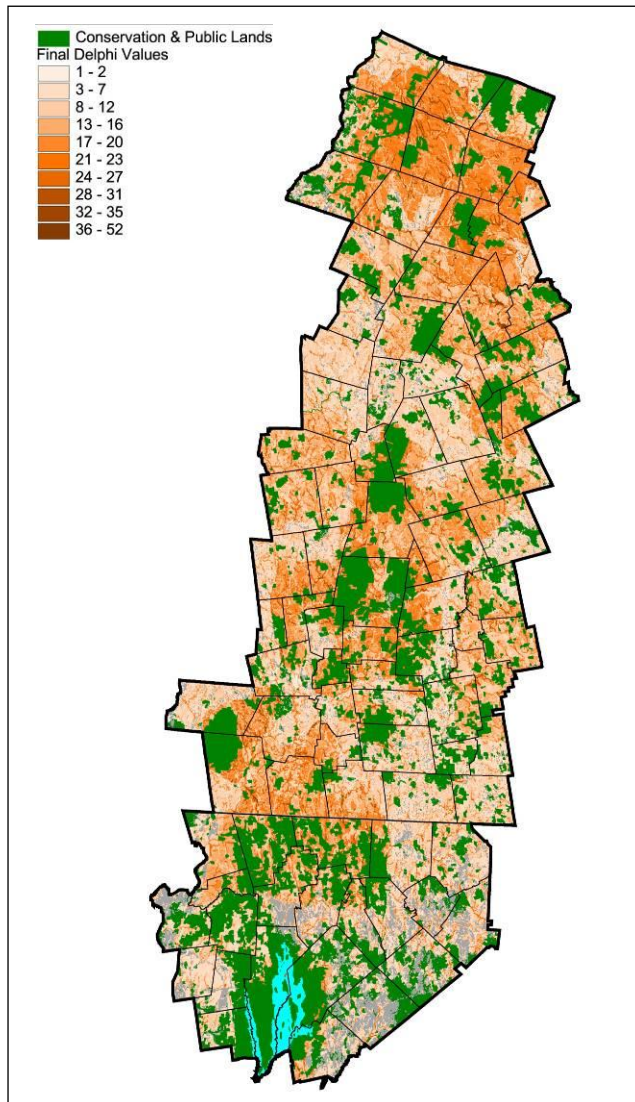 Conservation & Public Lands
Final Delphi Values
1 - 2
3 - 7
8 - 12
13 - 16
17 - 20
21 - 23
24 - 27
28 - 31
32 - 35
36 - 52